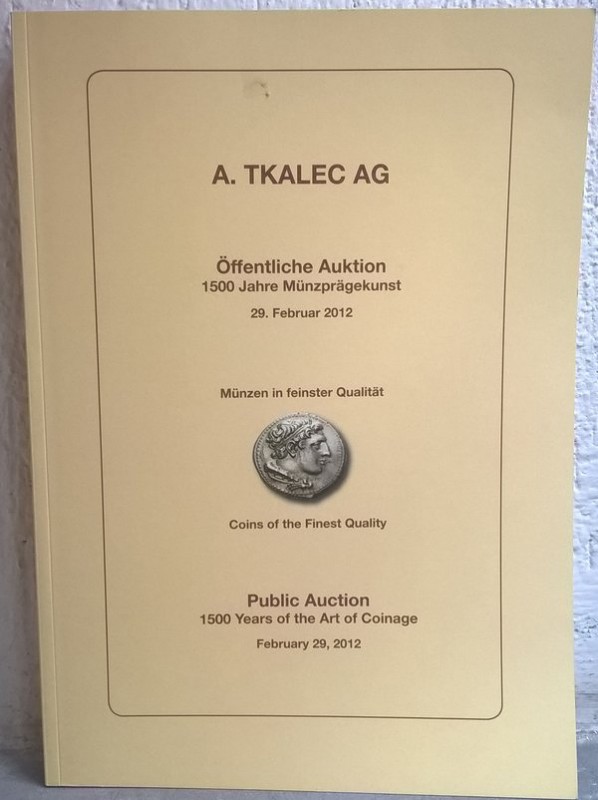 A. TKALEC AG
Öffentliche Auktion
1500 Jahre Münzprägekunst
29. Februar 2012
Münzen in feinster Qualität
Coins of the Finest Quality
Public Auction
1500 Years of the Art of Coinage
February 29, 2012